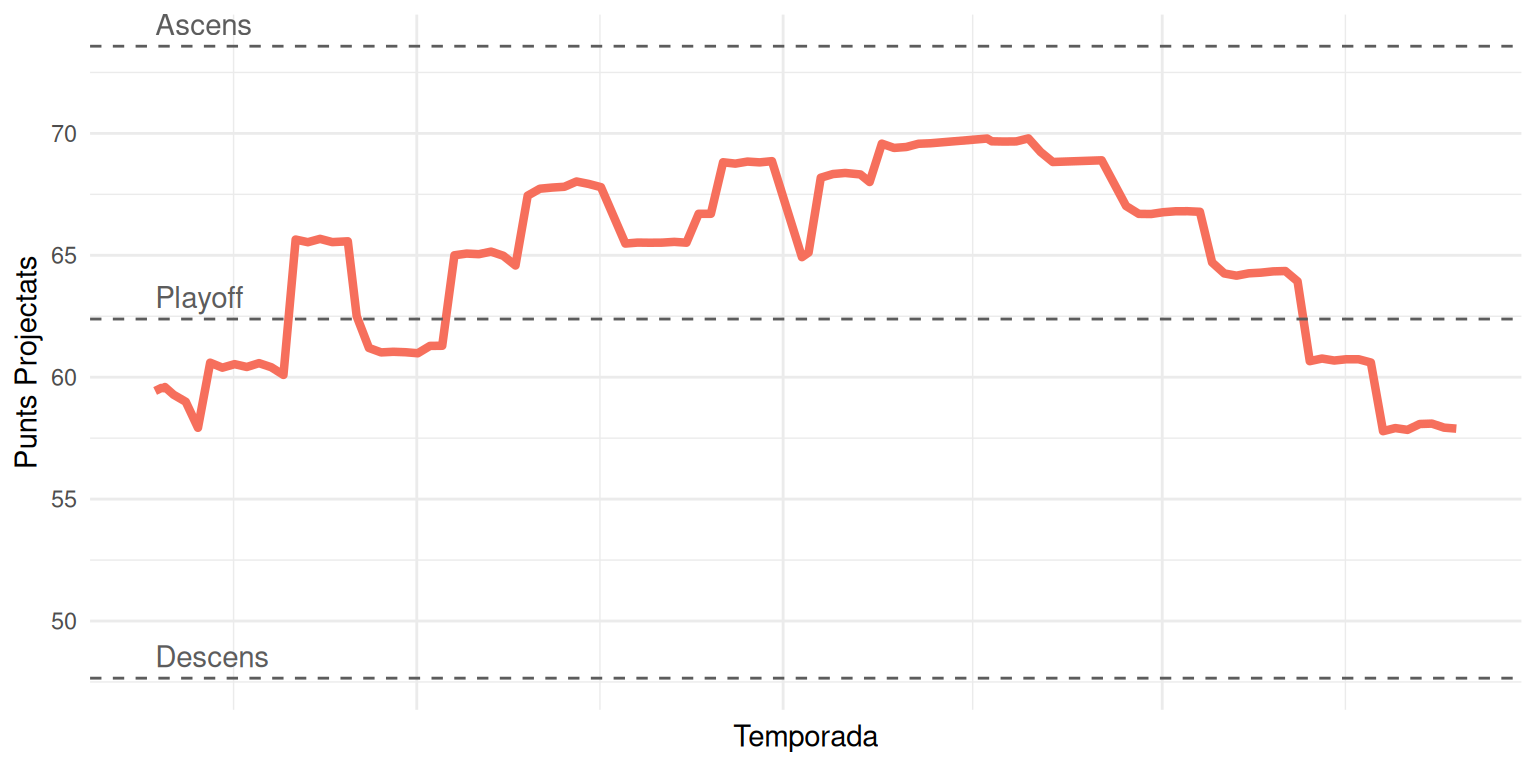 Ascens
70
65
Playoff
60
55
50
Descens
Punts Projectats
Temporada